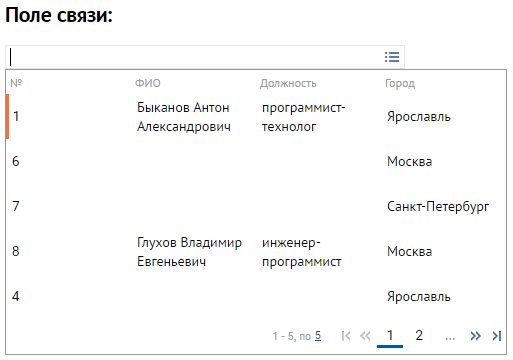 Поле связи:
№ ФИО Должность Город
1 Быканов Антон Александрович программист-технолог Ярославль
6 Москва
7 Санкт-Петербург
8 Глухов Владимир Евгеньевич инженер-программист Москва
4 Ярославль
1 - 5, по 5 1 2 ...